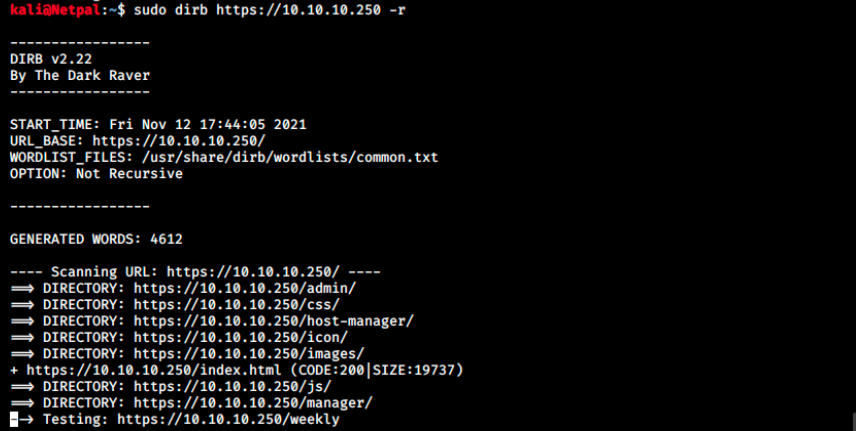 kali@Netpal:~$ sudo dirb https://10.10.10.250 -r
-----------------
DIRB v2.22
By The Dark Raver
-----------------
START_TIME: Fri Nov 12 17:44:05 2021
URL_BASE: https://10.10.10.250/
WORDLIST_FILES: /usr/share/dirb/wordlists/common.txt
OPTION: Not Recursive
-----------------
GENERATED WORDS: 4612
---- Scanning URL: https://10.10.10.250/ ----
==> DIRECTORY: https://10.10.10.250/admin/
==> DIRECTORY: https://10.10.10.250/css/
==> DIRECTORY: https://10.10.10.250/host-manager/
==> DIRECTORY: https://10.10.10.250/icon/
==> DIRECTORY: https://10.10.10.250/images/
+ https://10.10.10.250/index.html (CODE:200|SIZE:19737)
==> DIRECTORY: https://10.10.10.250/js/
==> DIRECTORY: https://10.10.10.250/manager/
--> Testing: https://10.10.10.250/weekly